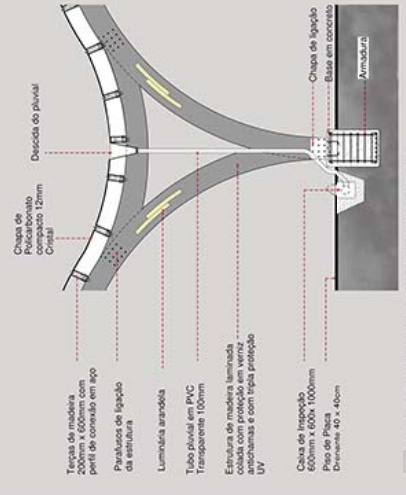 Terças de madeira
200mm x 600mm com
perfil de conexão em aço
Chapa de
Policarbonato
compacto 12mm
Cristal
Descida do pluvial
Parafusos de ligação
da estrutura
Luminária arandela
Tubo pluvial em PVC
Transparente 100mm
Estrutura de madeira laminada
colada com proteção em verniz
antichamas e com tripla proteção
UV
Caixa de Inspeção
600mm x 600x 1000mm
Piso de Placa
Drenante 40 x 40cm
Chapa de ligação
Base em concreto
Armadura